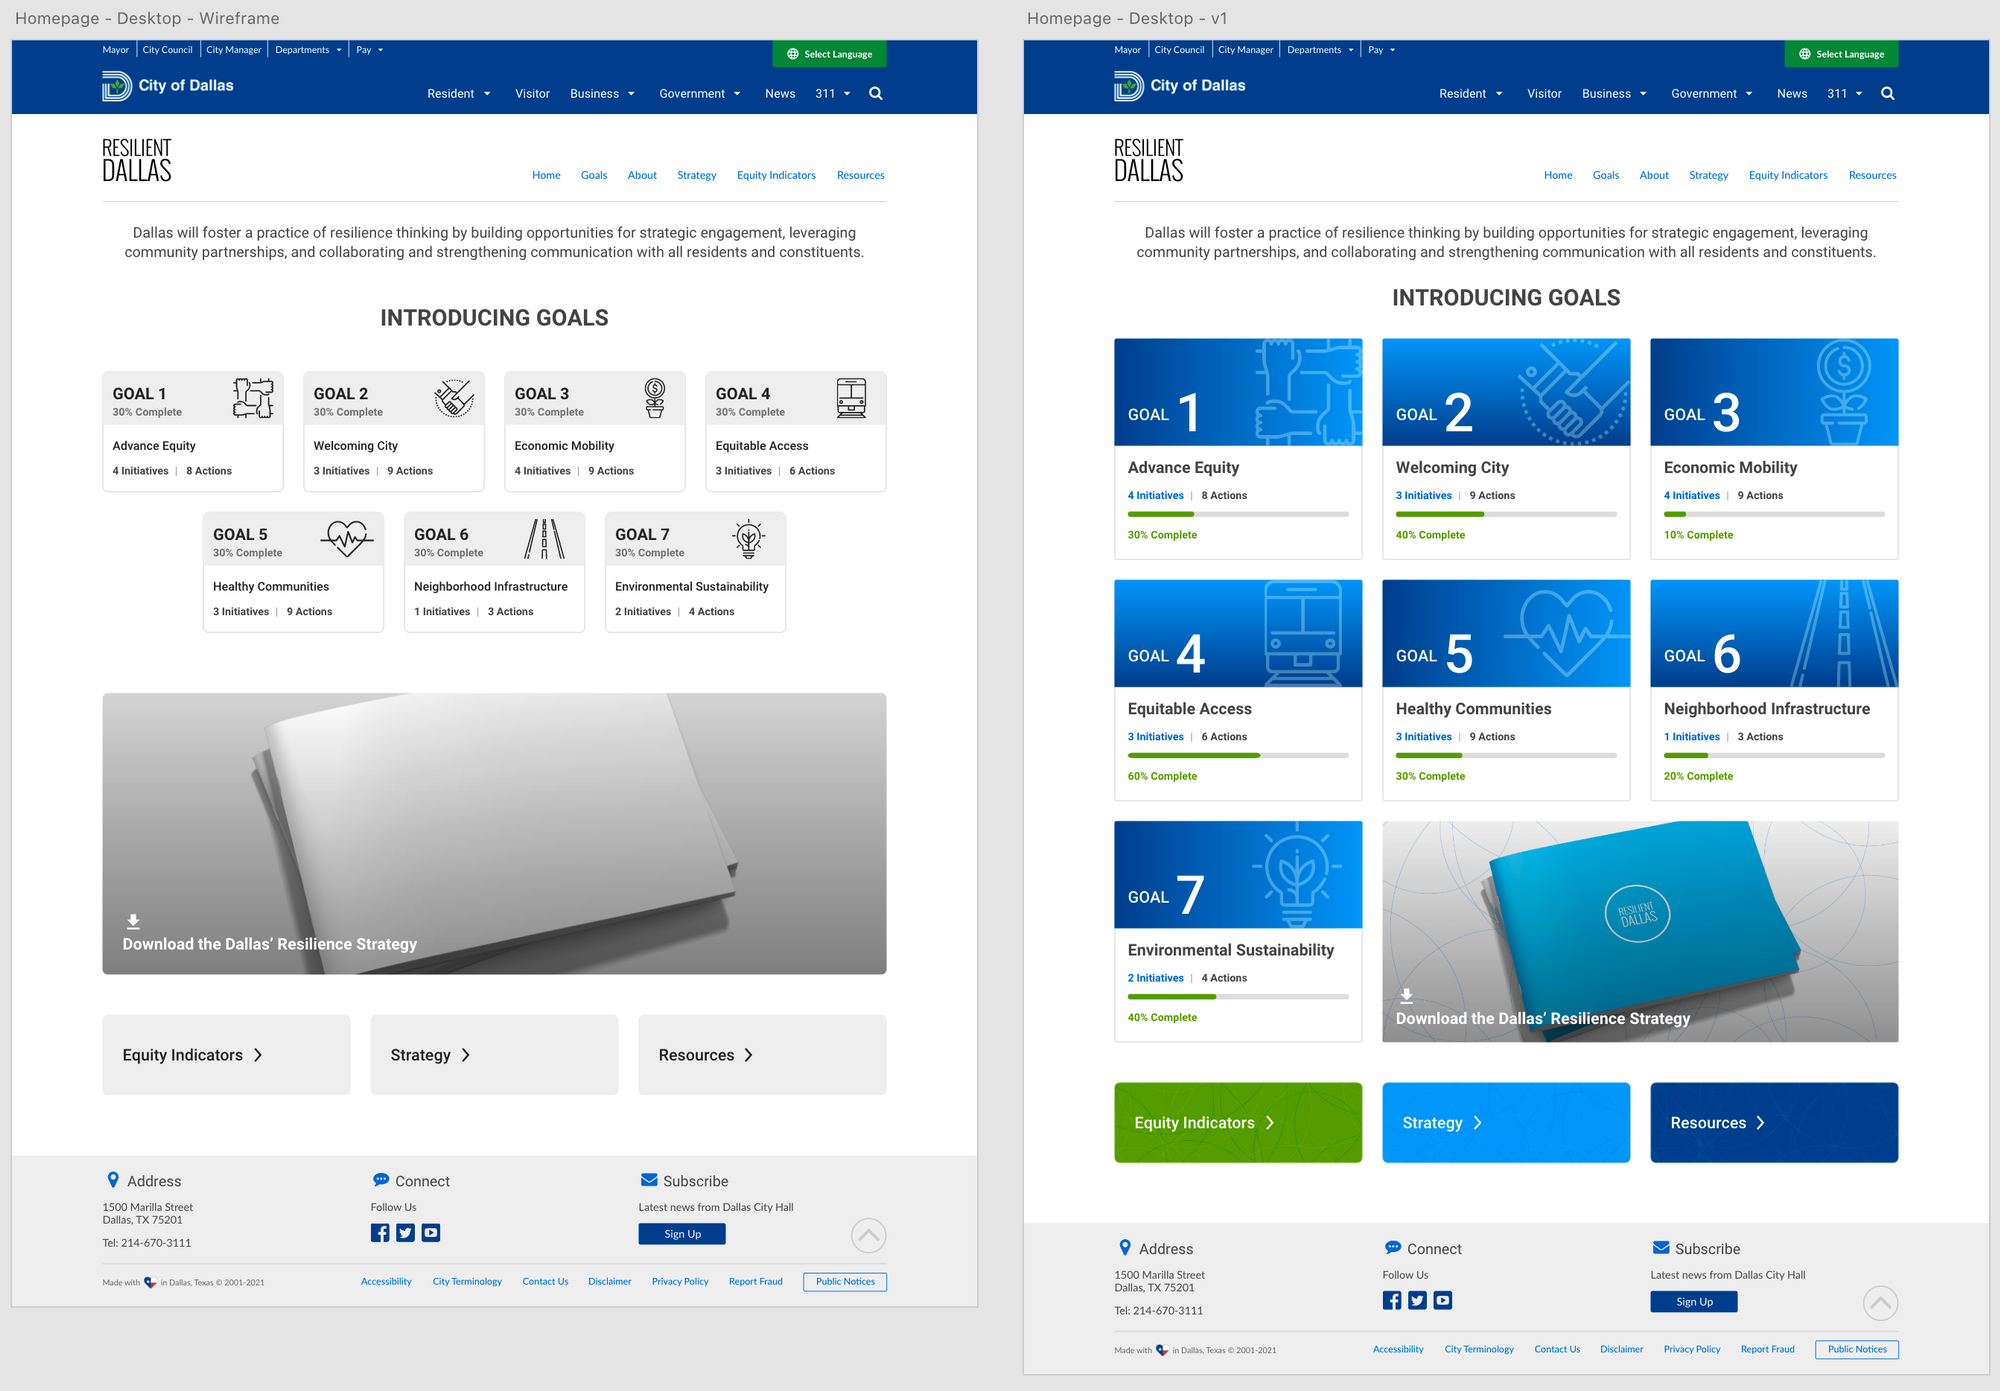 Homepage - Desktop - Wireframe
Mayor | City Council | City Manager | Departments | Pay
Select Language
City of Dallas
Resident Visitor Business Government News 311
RESILIENT
DALLAS
Home Goals About Strategy Equity Indicators Resources
Dallas will foster a practice of resilience thinking by building opportunities for strategic engagement, leveraging
community partnerships, and collaborating and strengthening communication with all residents and constituents.
INTRODUCING GOALS
GOAL 1
30% Complete
Advance Equity
4 Initiatives | 8 Actions
GOAL 2
30% Complete
Welcoming City
3 Initiatives | 9 Actions
GOAL 3
30% Complete
Economic Mobility
4 Initiatives | 9 Actions
GOAL 4
30% Complete
Equitable Access
3 Initiatives | 6 Actions
GOAL 5
30% Complete
Healthy Communities
3 Initiatives | 9 Actions
GOAL 6
30% Complete
Neighborhood Infrastructure
1 Initiatives | 3 Actions
GOAL 7
30% Complete
Environmental Sustainability
2 Initiatives | 4 Actions
Download the Dallas’ Resilience Strategy
Equity Indicators
Strategy
Resources
Address
1500 Marilla Street
Dallas, TX 75201
Tel: 214-670-3111
Connect
Follow Us
Subscribe
Latest news from Dallas City Hall
Sign Up
Made with in Dallas, Texas © 2001-2021
Accessibility City Terminology Contact Us Disclaimer Privacy Policy Report Fraud Public Notices
Homepage - Desktop - v1
Mayor | City Council | City Manager | Departments | Pay
Select Language
City of Dallas
Resident Visitor Business Government News 311
RESILIENT
DALLAS
Home Goals About Strategy Equity Indicators Resources
Dallas will foster a practice of resilience thinking by building opportunities for strategic engagement, leveraging
community partnerships, and collaborating and strengthening communication with all residents and constituents.
INTRODUCING GOALS
GOAL 1
Advance Equity
4 Initiatives | 8 Actions
30% Complete
GOAL 2
Welcoming City
3 Initiatives | 9 Actions
40% Complete
GOAL 3
Economic Mobility
4 Initiatives | 9 Actions
10% Complete
GOAL 4
Equitable Access
3 Initiatives | 6 Actions
60% Complete
GOAL 5
Healthy Communities
3 Initiatives | 9 Actions
30% Complete
GOAL 6
Neighborhood Infrastructure
1 Initiatives | 3 Actions
20% Complete
GOAL 7
Environmental Sustainability
2 Initiatives | 4 Actions
40% Complete
RESILIENT
DALLAS
Download the Dallas’ Resilience Strategy
Equity Indicators
Strategy
Resources
Address
1500 Marilla Street
Dallas, TX 75201
Tel: 214-670-3111
Connect
Follow Us
Subscribe
Latest news from Dallas City Hall
Sign Up
Made with in Dallas, Texas © 2001-2021
Accessibility City Terminology Contact Us Disclaimer Privacy Policy Report Fraud Public Notices